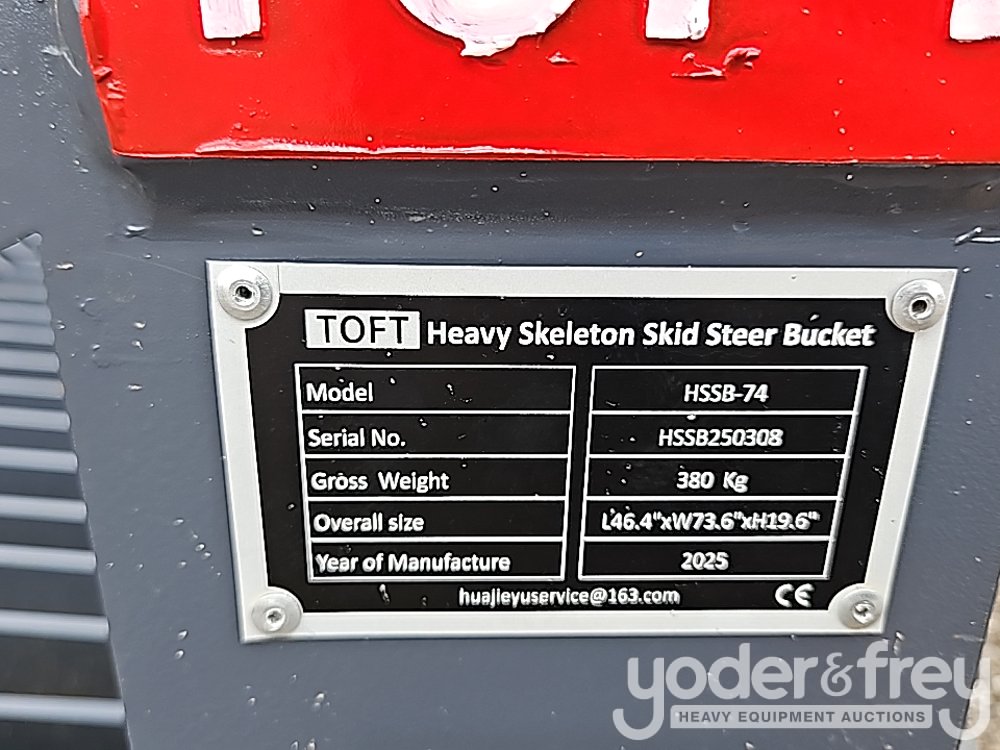 TOFT Heavy Skeleton Skid Steer Bucket
Model HSSB-74
Serial No. HSSB250308
Gross Weight 380 Kg
Overall size L46.4"xW73.6"xH19.6"
Year of Manufacture 2025
huajieyuservice@163.com CE
yoder&frey
HEAVY EQUIPMENT AUCTIONS